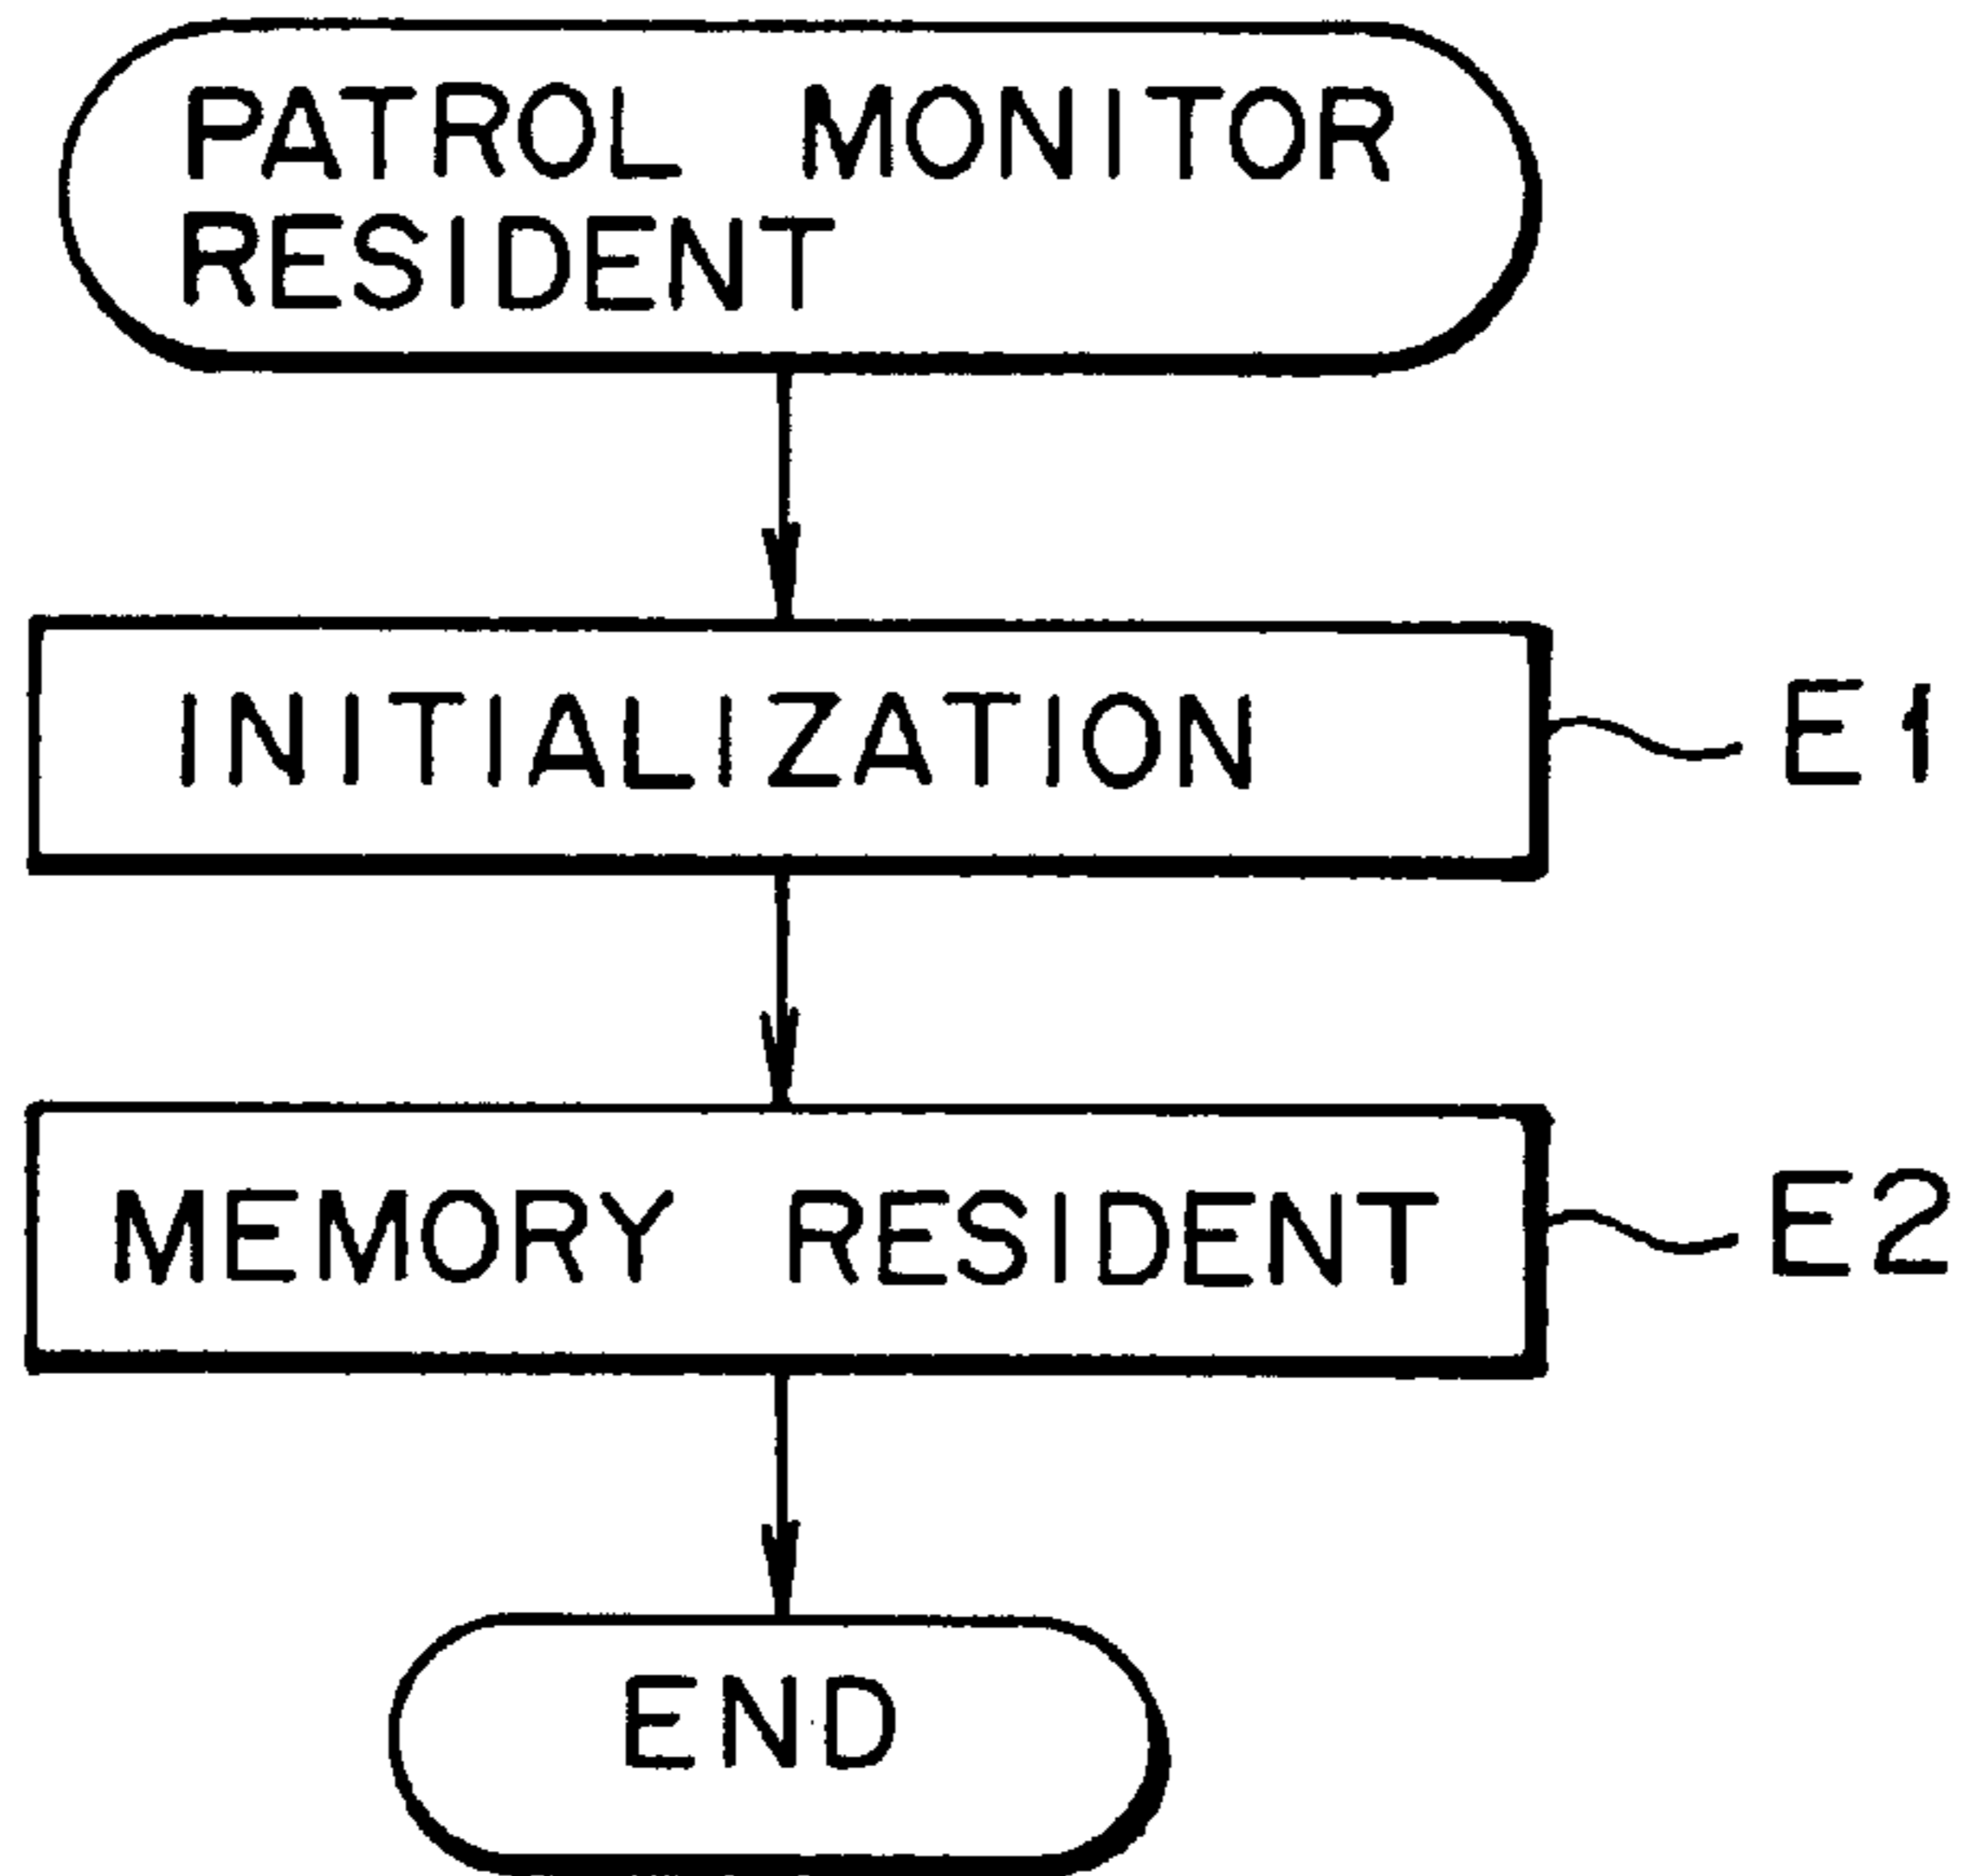 PATROL MONITOR
RESIDENT
INITIALIZATION
E1
MEMORY RESIDENT
E2
END